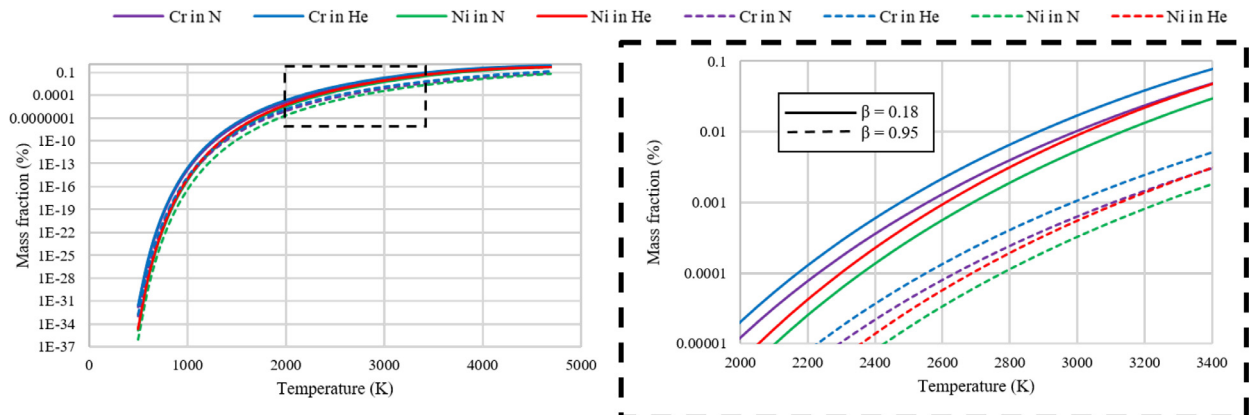 Cr in N Cr in He Ni in N Ni in He Cr in N Cr in He Ni in N Ni in He
Mass fraction (%)
0.1
0.0001
0.0000001
1E-10
1E-13
1E-16
1E-19
1E-22
1E-25
1E-28
1E-31
1E-34
1E-37
0 1000 2000 3000 4000 5000
Temperature (K)
Mass fraction (%)
0.1
0.01
0.001
0.0001
0.00001
β = 0.18
β = 0.95
2000 2200 2400 2600 2800 3000 3200 3400
Temperature (K)